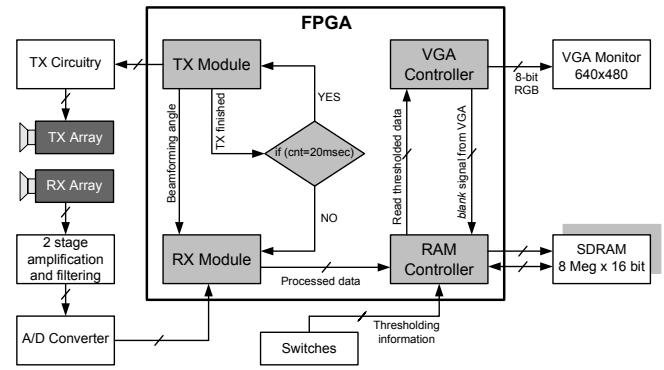 FPGA
TX Circuitry
TX Module
VGA
Controller
8-bit
RGB
VGA Monitor
640x480
TX Array
RX Array
Beamforming angle
TX finished
YES
if (cnt=20msec)
NO
Read thresholded data
blank signal from VGA
2 stage
amplification
and filtering
RX Module
Processed data
RAM
Controller
SDRAM
8 Meg x 16 bit
A/D Converter
Switches
Thresholding
information